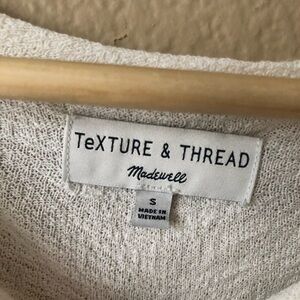 TeXTURE & THREAD
Madewell
S
MADE IN
VIETNAM